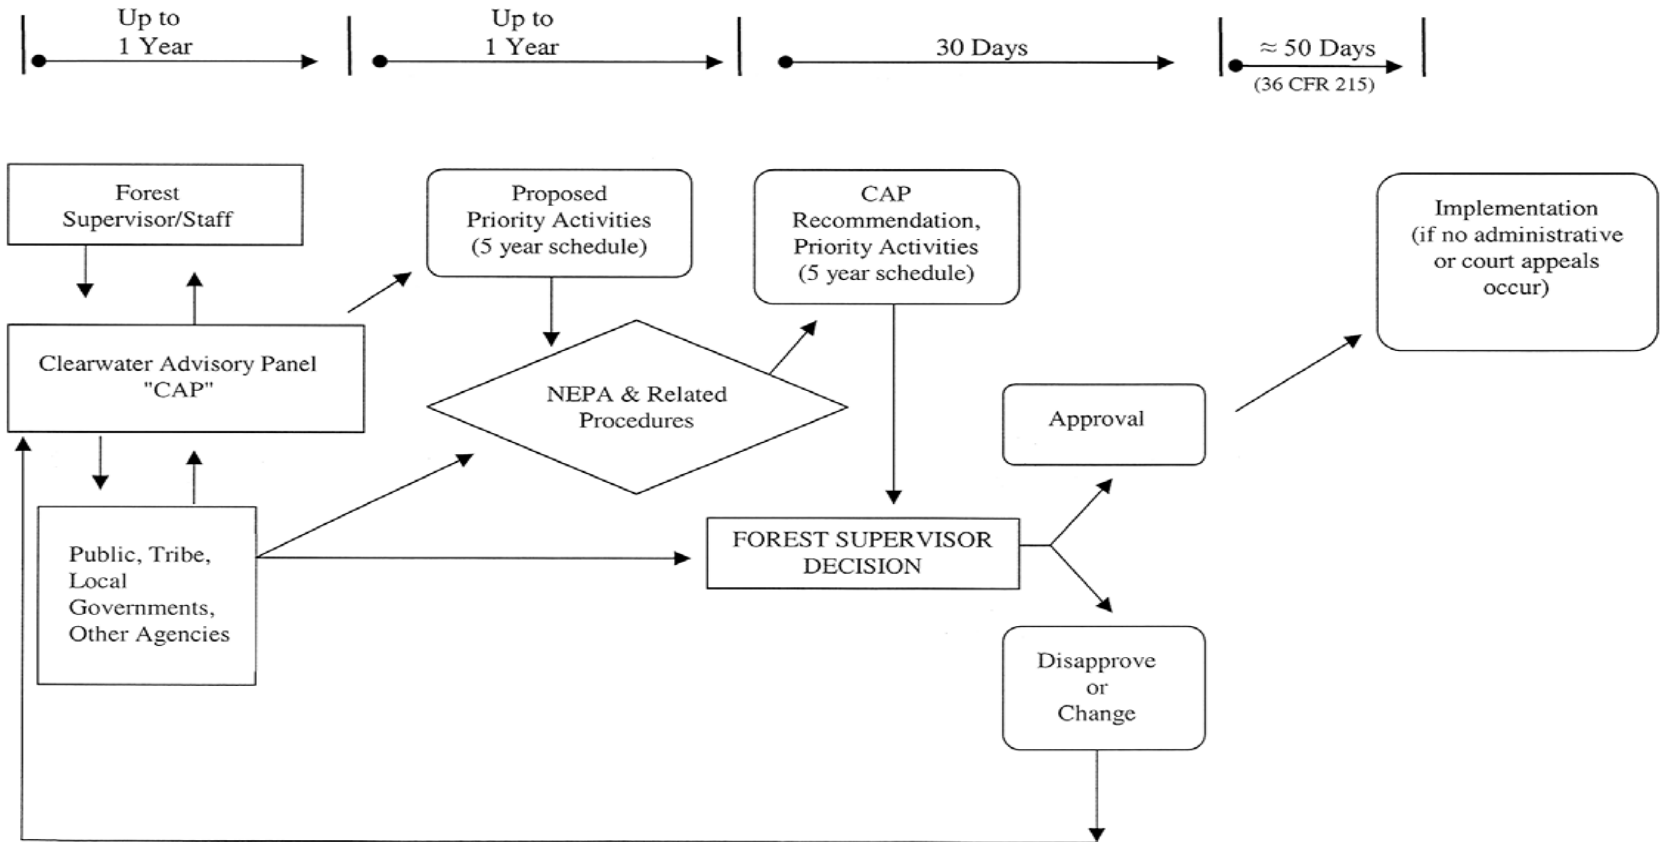 Up to
1 Year
Up to
1 Year
30 Days
≈ 50 Days
(36 CFR 215)
Forest
Supervisor/Staff
Proposed
Priority Activities
(5 year schedule)
CAP
Recommendation,
Priority Activities
(5 year schedule)
Implementation
(if no administrative
or court appeals
occur)
Clearwater Advisory Panel
"CAP"
NEPA & Related
Procedures
Approval
Public, Tribe,
Local
Governments,
Other Agencies
FOREST SUPERVISOR
DECISION
Disapprove
or
Change